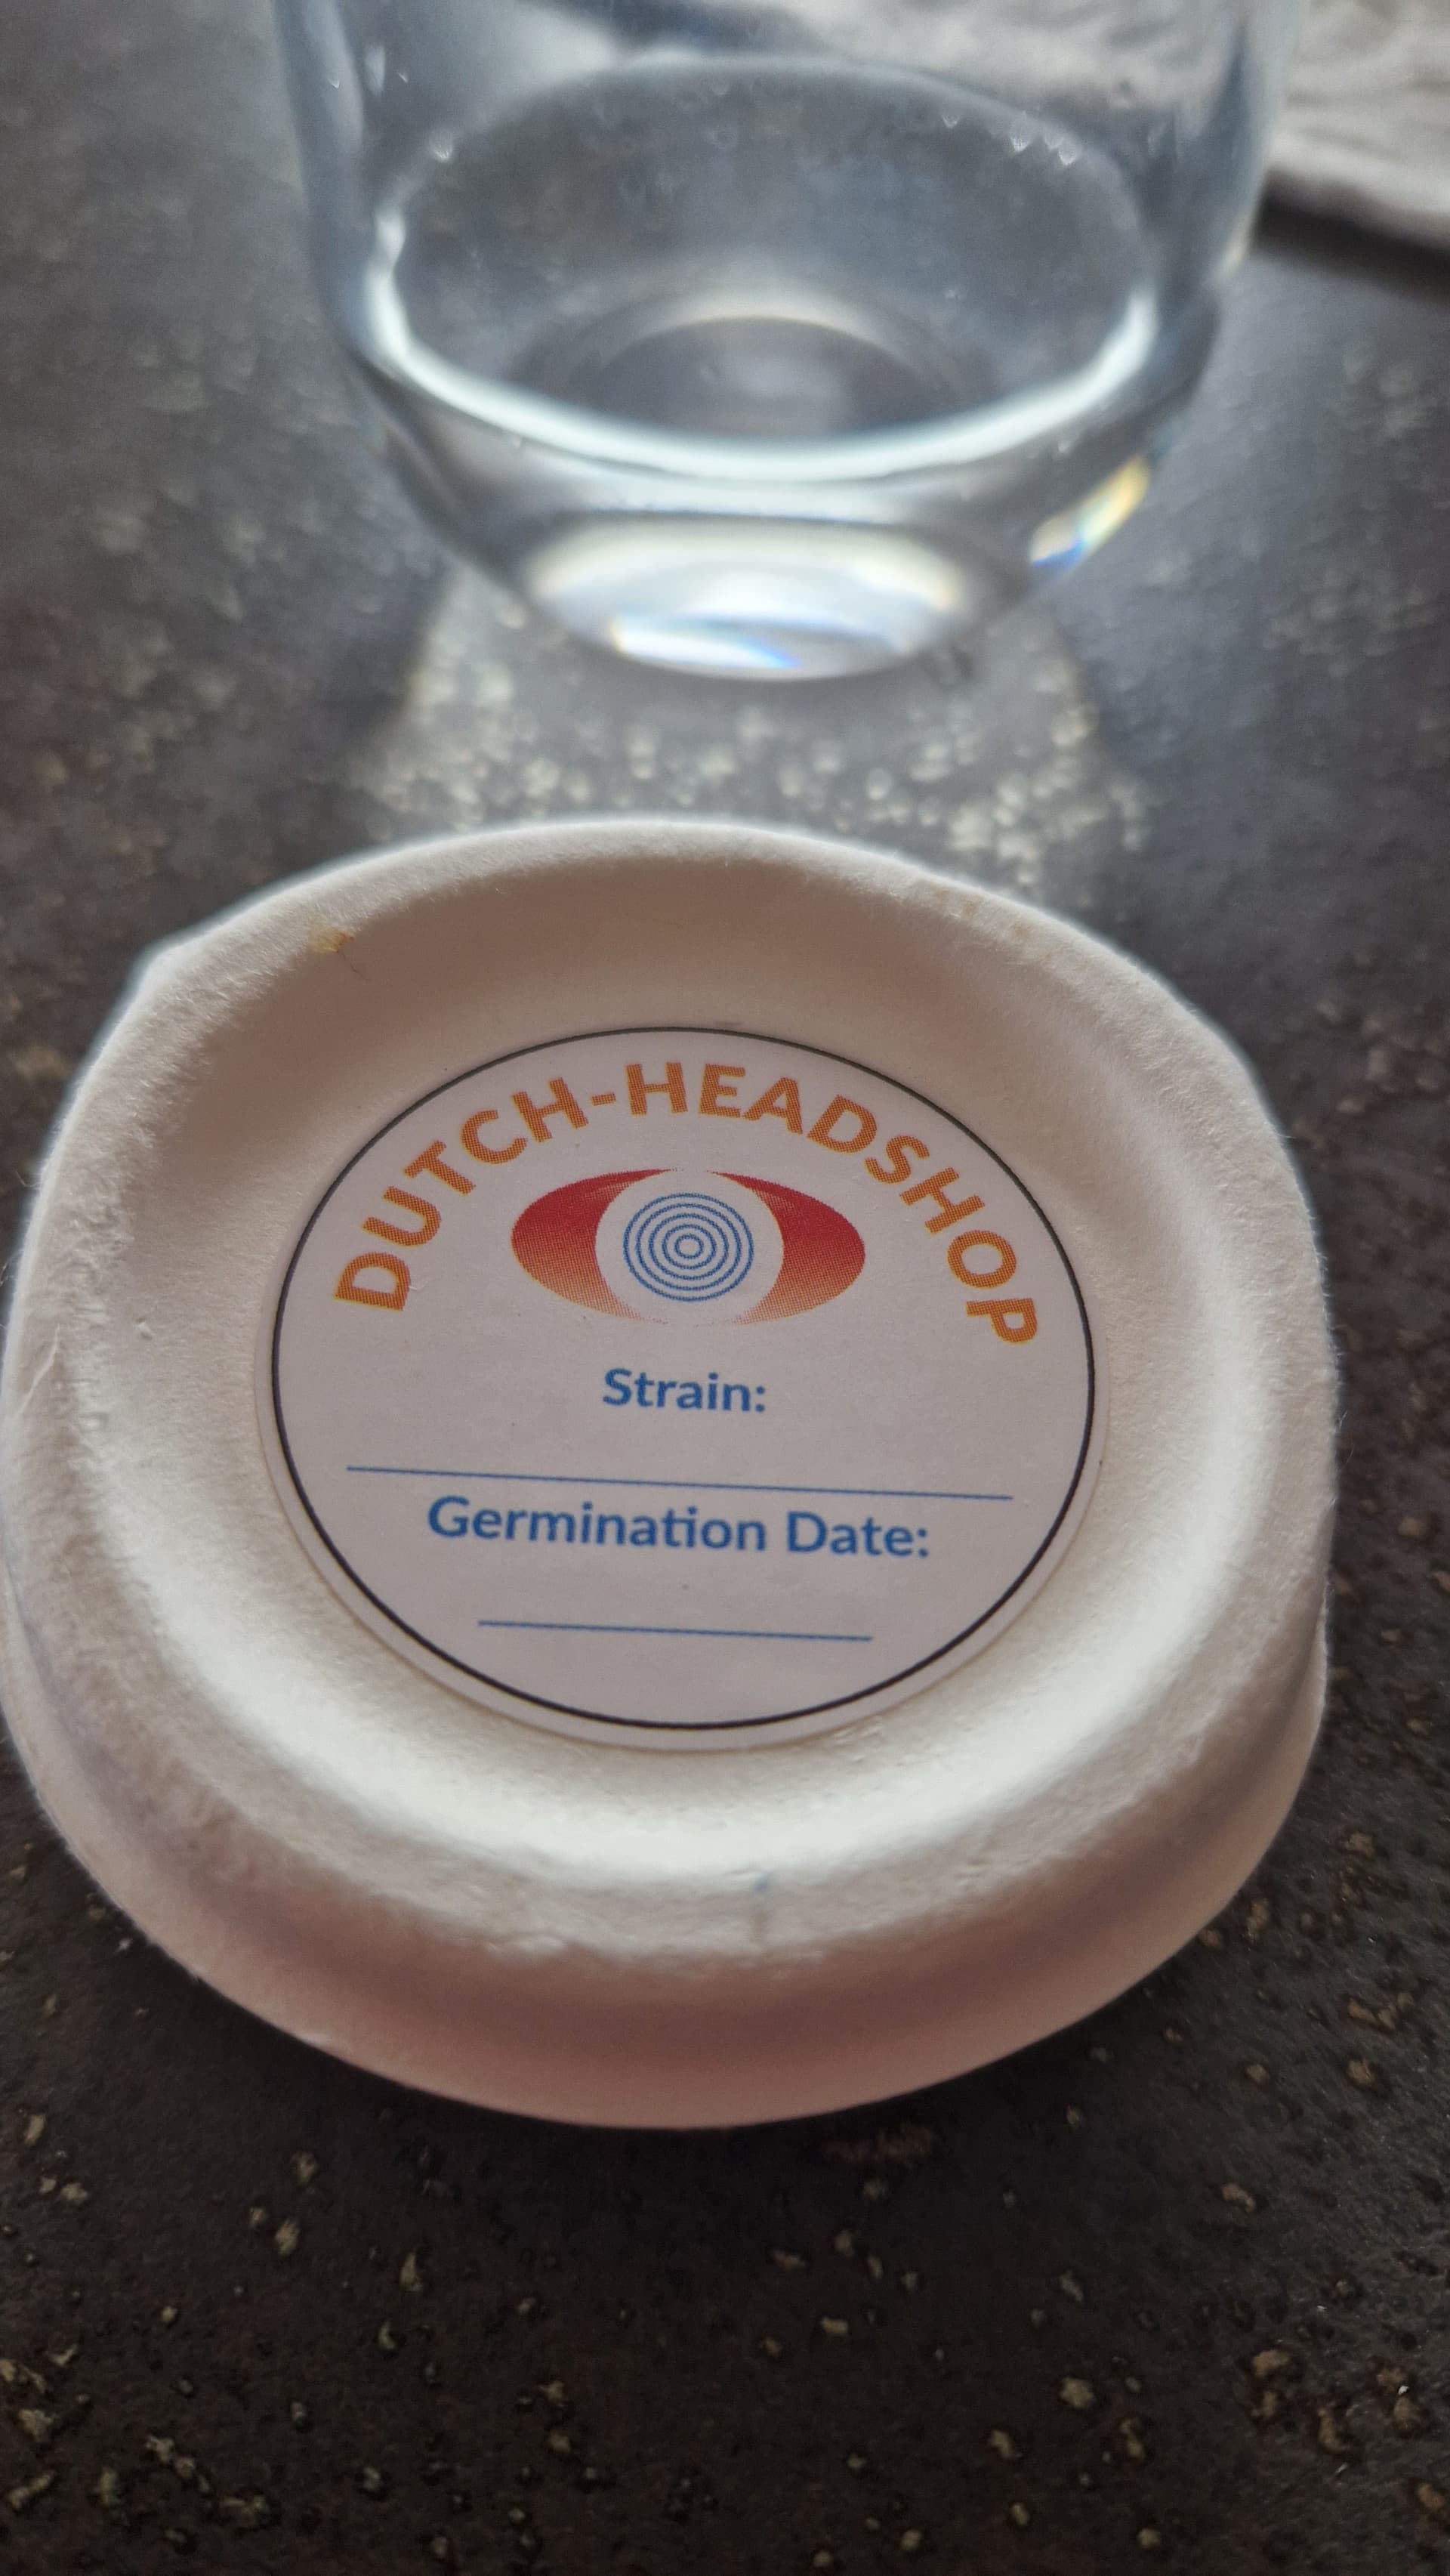 DUTCH-HEADSHOP
Strain:
Germination Date: